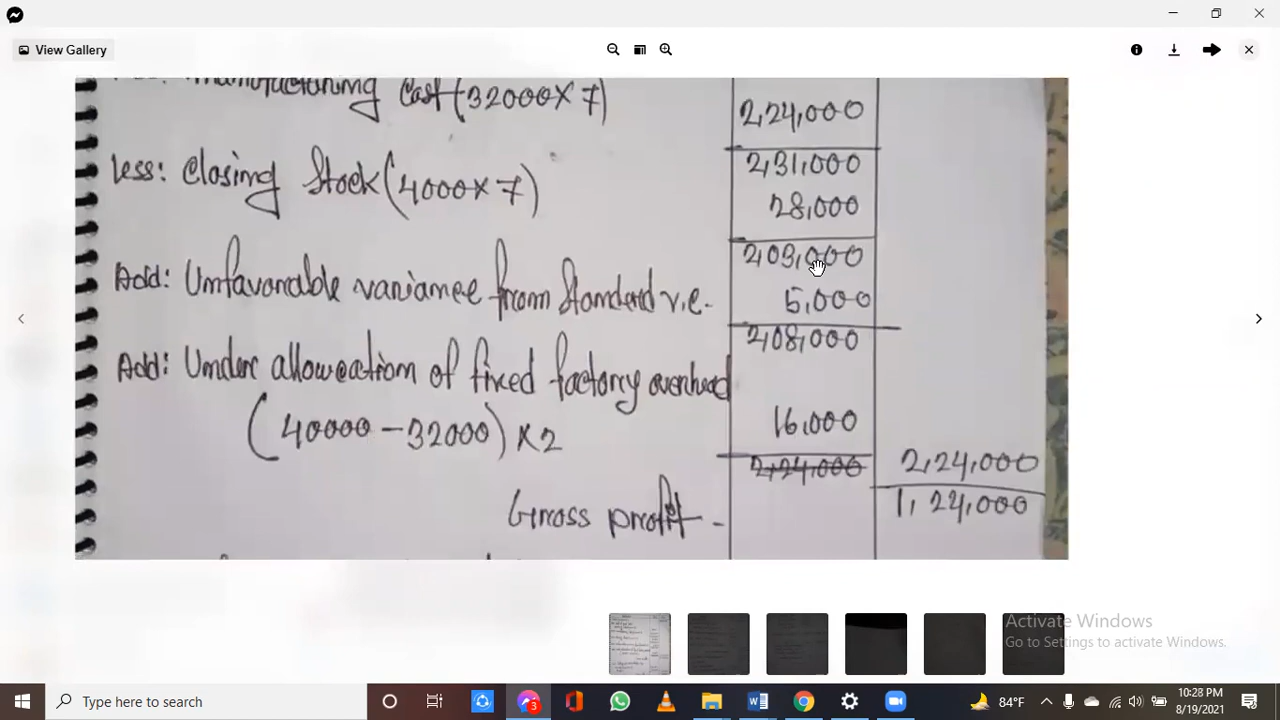 View Gallery
Manufacturing Cost (32000×7) 2,24,000
2,31,000
Less: Closing Stock (4000×7) 28,000
2,03,000
Add: Unfavorable variance from Standard v.c. 5,000
2,08,000
Add: Under allowcation of fixed factory overhead
(40000-32000)×2 16,000
2,24,000 2,24,000
Gross profit - 1,24,000
Activate Windows
Go to Settings to activate Windows.
Type here to search
3
84°F
10:28 PM
8/19/2021